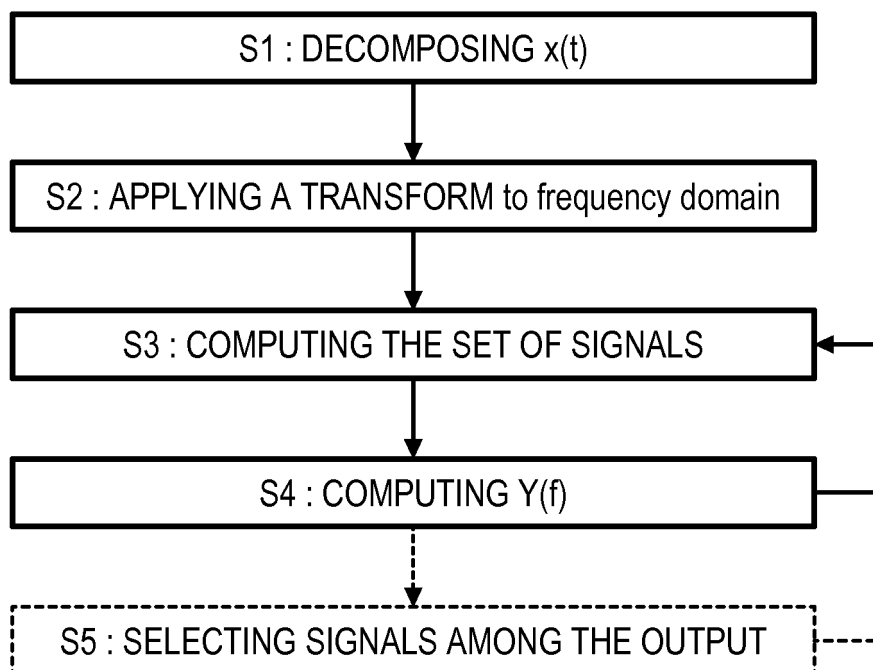 S1 : DECOMPOSING x(t)
S2 : APPLYING A TRANSFORM to frequency domain
S3 : COMPUTING THE SET OF SIGNALS
S4 : COMPUTING Y(f)
S5 : SELECTING SIGNALS AMONG THE OUTPUT